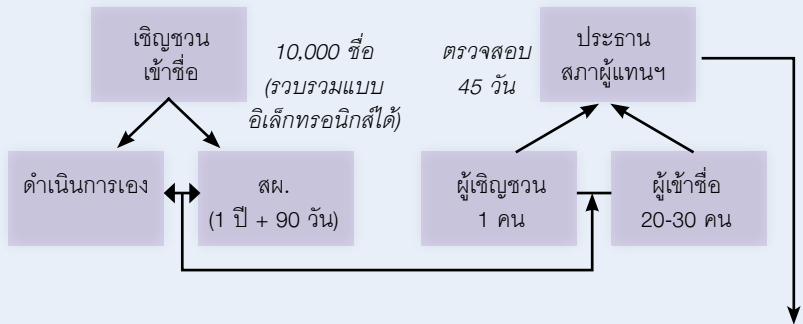 เชิญชวน
เข้าชื่อ
10,000 ชื่อ
(รวบรวมแบบ
อิเล็กทรอนิกส์ได้)
ตรวจสอบ
45 วัน
ประธาน
สภาผู้แทนฯ
ดำเนินการเอง
สผ.
(1 ปี + 90 วัน)
ผู้เชิญชวน
1 คน
ผู้เข้าชื่อ
20-30 คน